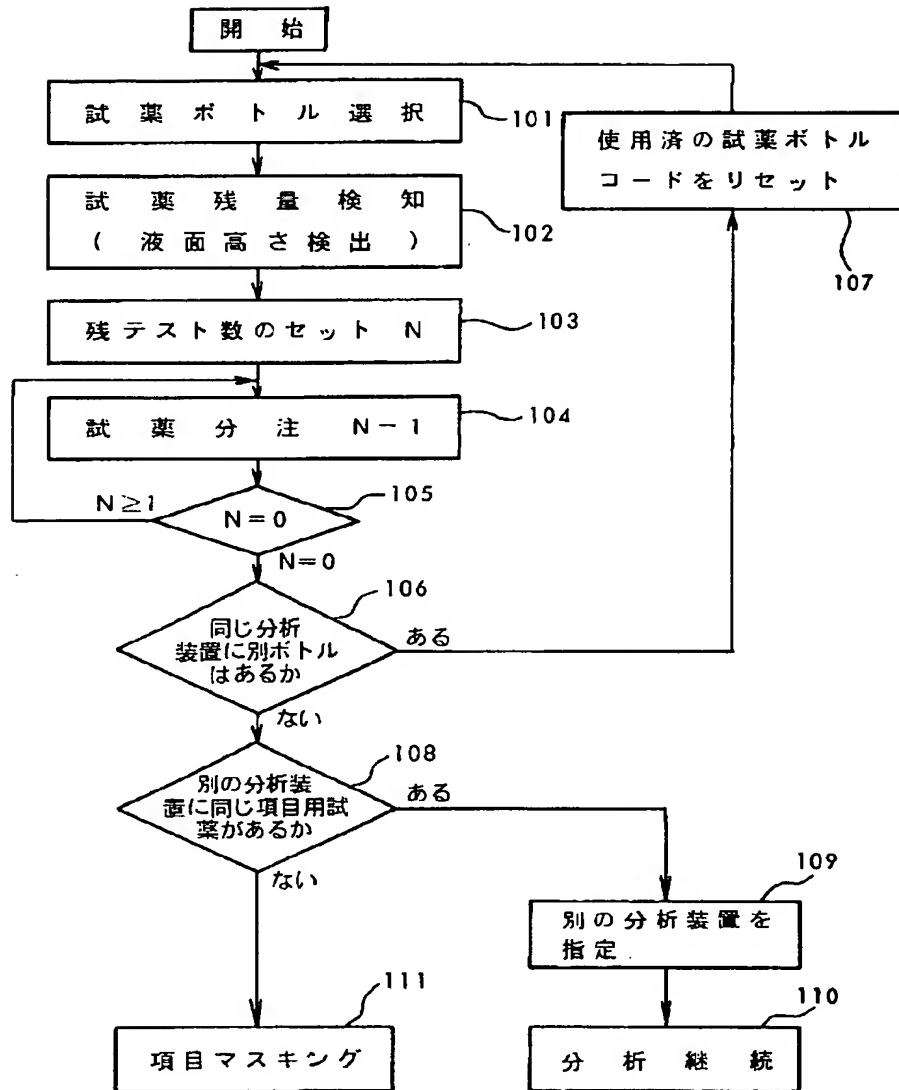 開始
試薬ボトル選択
101
使用済の試薬ボトル
コードをリセット
107
試薬残量検知
(液面高さ検出)
102
残テスト数のセット N
103
試薬分注 N-1
104
N≧1
N=0
105
N=0
106
同じ分析
装置に別ボトル
はあるか
ある
ない
108
別の分析装
置に同じ項目用試
薬があるか
ある
ない
109
別の分析装置を
指定
111
項目マスキング
110
分析継続